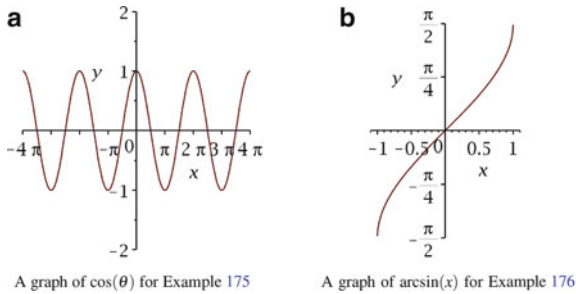 a
2
y
1
−4 π
−π
0
π
2 π
3 π
4 π
x
−1
−2
A graph of cos(θ) for Example 175
b
π
2
y
π
4
−1
−0.5
0
0.5
1
x
−
π
4
−
π
2
A graph of arcsin(x) for Example 176